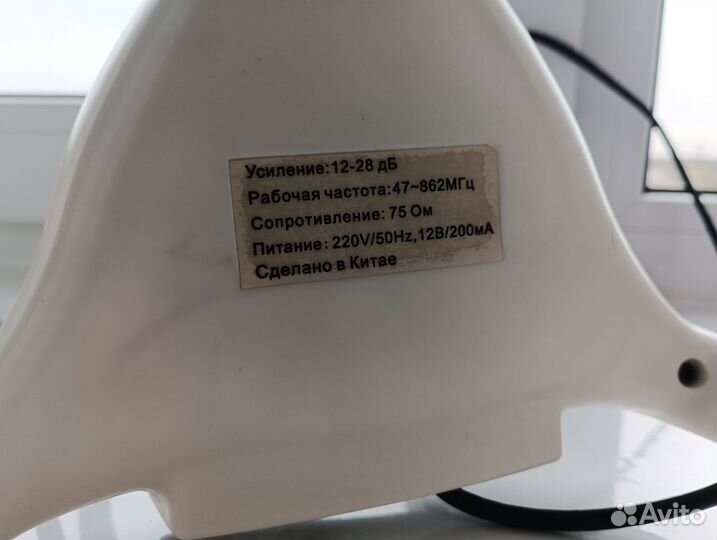 Усиление:12-28 дБ
Рабочая частота:47~862МГц
Сопротивление: 75 Ом
Питание: 220V/50Hz,12В/200мА
Сделано в Китае
Avito